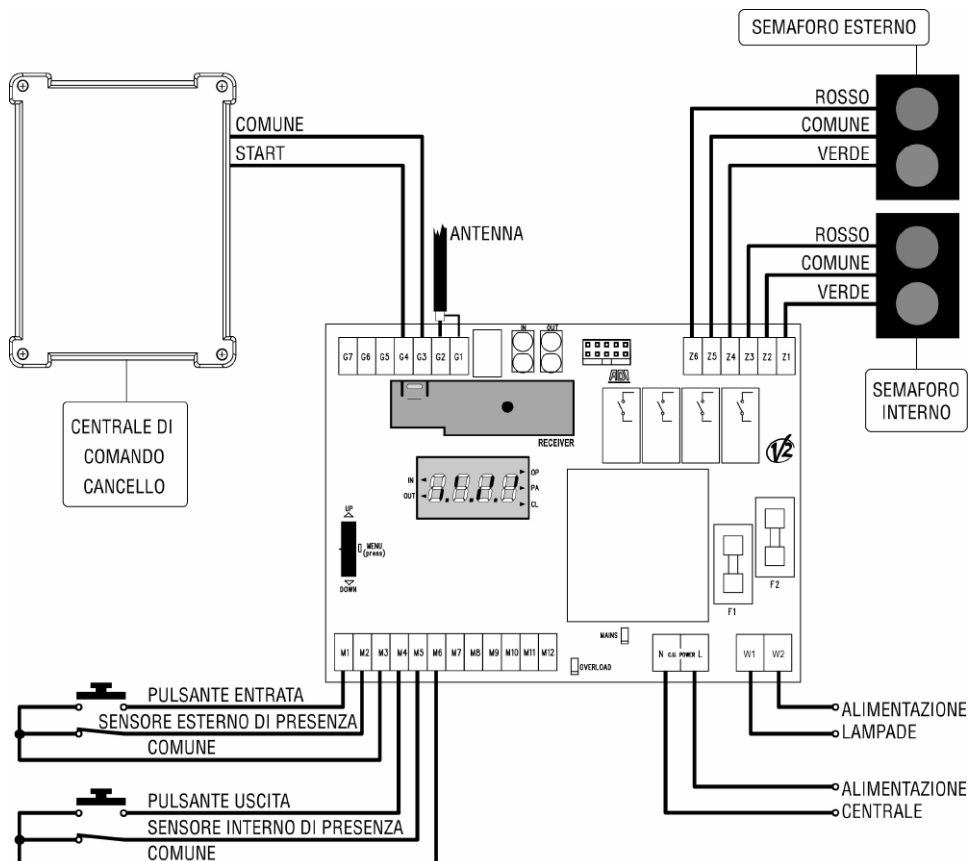 SEMAFORO ESTERNO
ROSSO
COMUNE
VERDE
COMUNE
START
ANTENNA
ROSSO
COMUNE
VERDE
SEMAFORO
INTERNO
CENTRALE DI
COMANDO
CANCELLO
G7 G6 G5 G4 G3 G2 G1
IN OUT
Z6 Z5 Z4 Z3 Z2 Z1
ADI
RECEIVER
V2
IN
OUT
OP
PA
CL
UP
MENU
(press)
DOWN
F1
F2
MAINS
OVERLOAD
M1 M2 M3 M4 M5 M6 M7 M8 M9 M10 M11 M12
N C.U. POWER L
W1 W2
PULSANTE ENTRATA
SENSORE ESTERNO DI PRESENZA
COMUNE
ALIMENTAZIONE
LAMPADE
PULSANTE USCITA
SENSORE INTERNO DI PRESENZA
COMUNE
ALIMENTAZIONE
CENTRALE